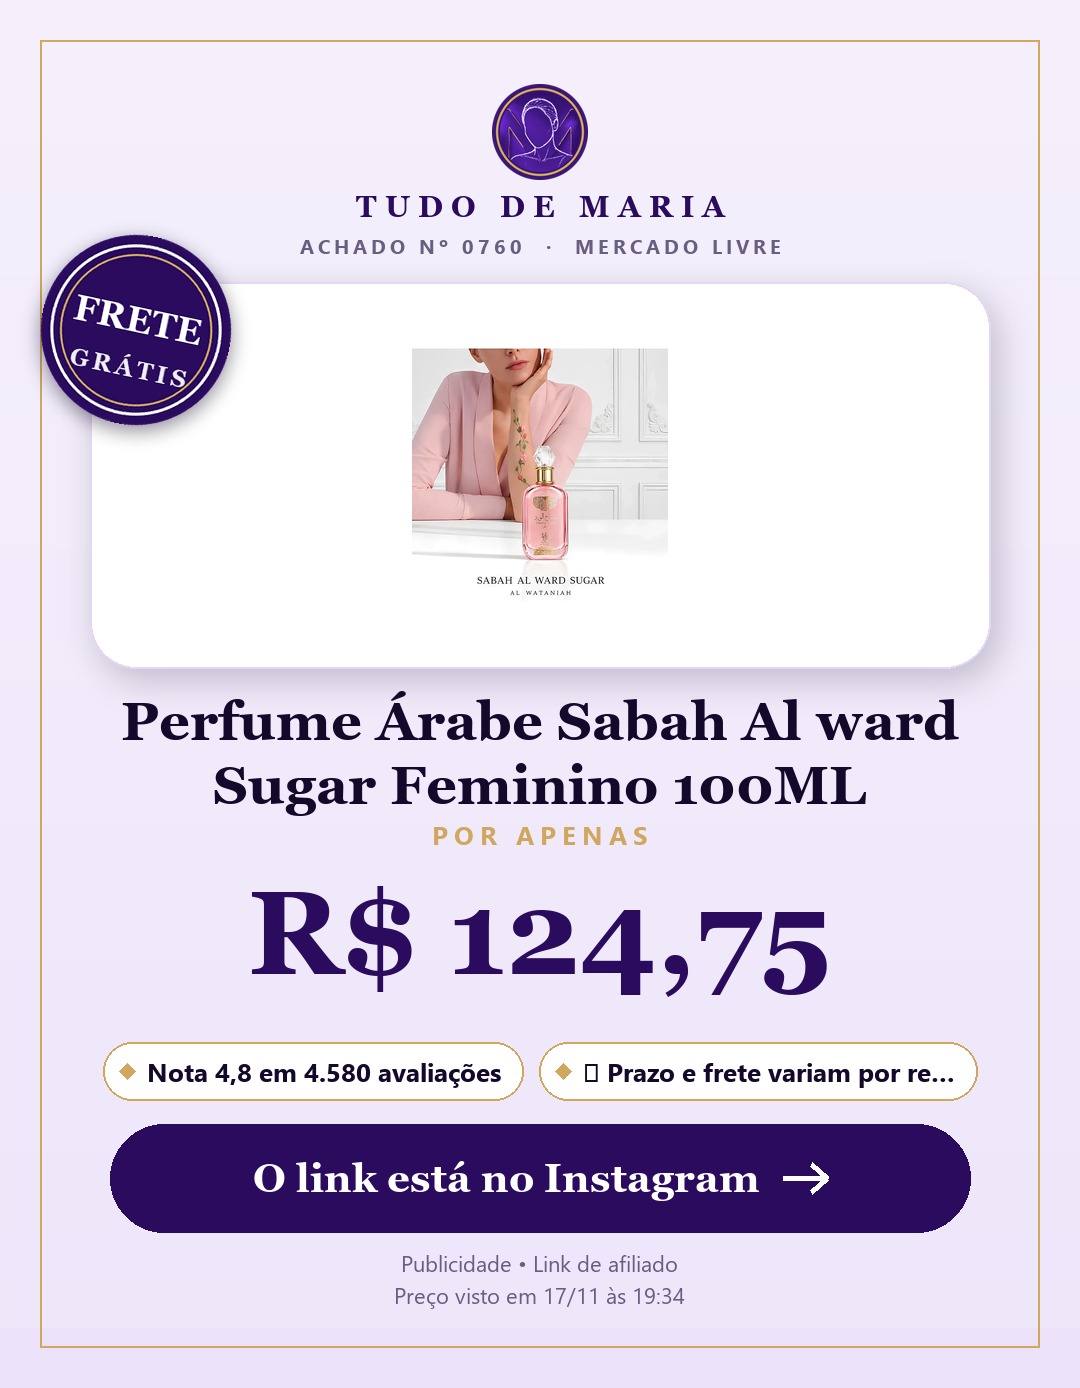 TUDO DE MARIA
ACHADO Nº 0760 · MERCADO LIVRE
FRETE
GRÁTIS
SABAH AL WARD SUGAR
AL WATANIAH
Perfume Árabe Sabah Al ward
Sugar Feminino 100ML
POR APENAS
R$ 124,75
Nota 4,8 em 4.580 avaliações
Prazo e frete variam por re...
O link está no Instagram →
Publicidade • Link de afiliado
Preço visto em 17/11 às 19:34